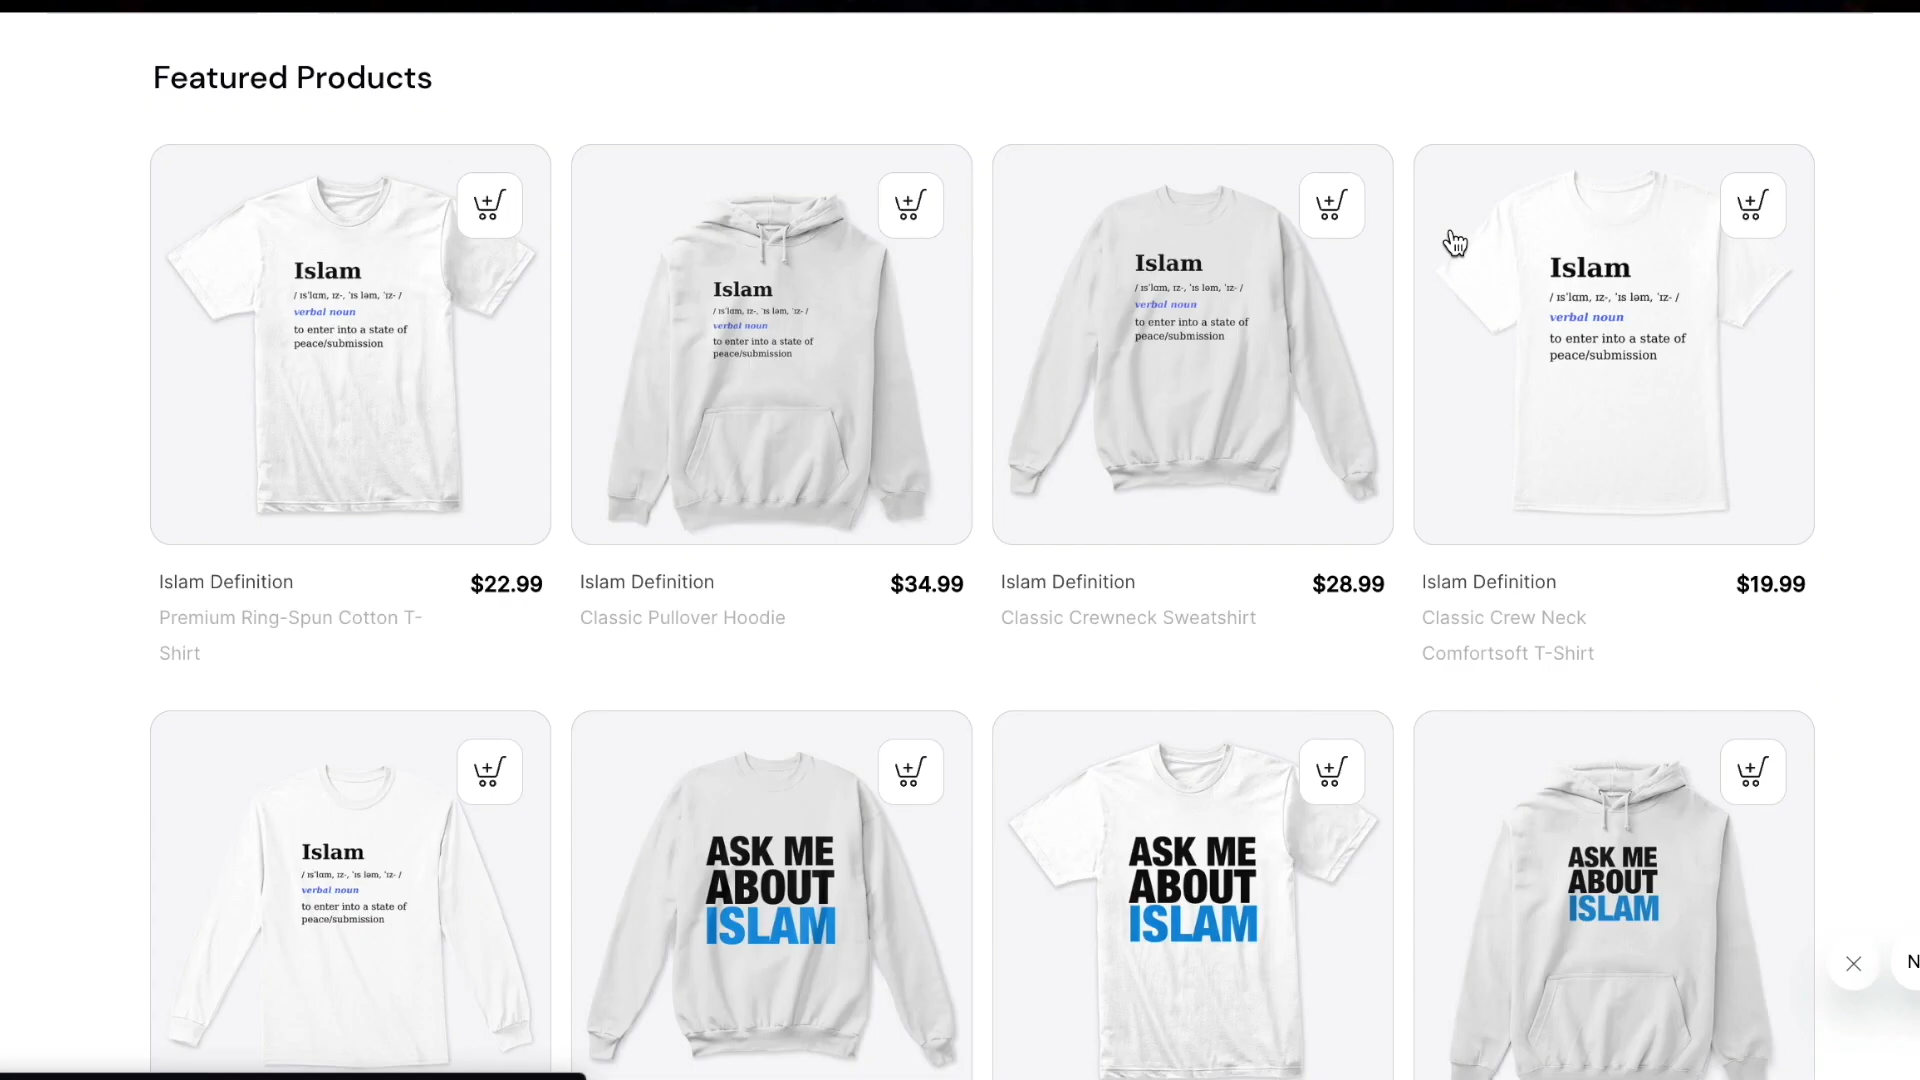 Featured Products
Islam
/ ɪsˈlɑm, ɪz-, ˈɪs ləm, ˈɪz- /
verbal noun
to enter into a state of
peace/submission
Islam
/ ɪsˈlɑm, ɪz-, ˈɪs ləm, ˈɪz- /
verbal noun
to enter into a state of
peace/submission
Islam
/ ɪsˈlɑm, ɪz-, ˈɪs ləm, ˈɪz- /
verbal noun
to enter into a state of
peace/submission
Islam
/ ɪsˈlɑm, ɪz-, ˈɪs ləm, ˈɪz- /
verbal noun
to enter into a state of
peace/submission
Islam Definition
$22.99
Premium Ring-Spun Cotton T-
Shirt
Islam Definition
$34.99
Classic Pullover Hoodie
Islam Definition
$28.99
Classic Crewneck Sweatshirt
Islam Definition
$19.99
Classic Crew Neck
Comfortsoft T-Shirt
Islam
/ ɪsˈlɑm, ɪz-, ˈɪs ləm, ˈɪz- /
verbal noun
to enter into a state of
peace/submission
ASK ME
ABOUT
ISLAM
ASK ME
ABOUT
ISLAM
ASK ME
ABOUT
ISLAM
N